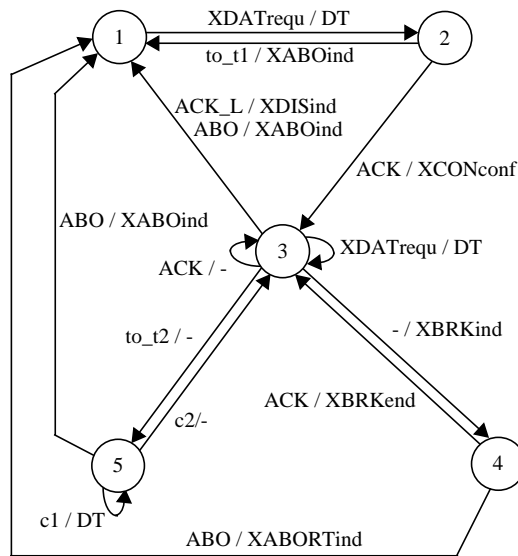 XDATrequ / DT
1
2
to_t1 / XABOind
ACK_L / XDISind
ABO / XABOind
ACK / XCONconf
ABO / XABOind
3
XDATrequ / DT
ACK / -
- / XBRKind
to_t2 / -
ACK / XBRKend
c2/-
5
4
c1 / DT
ABO / XABORTind